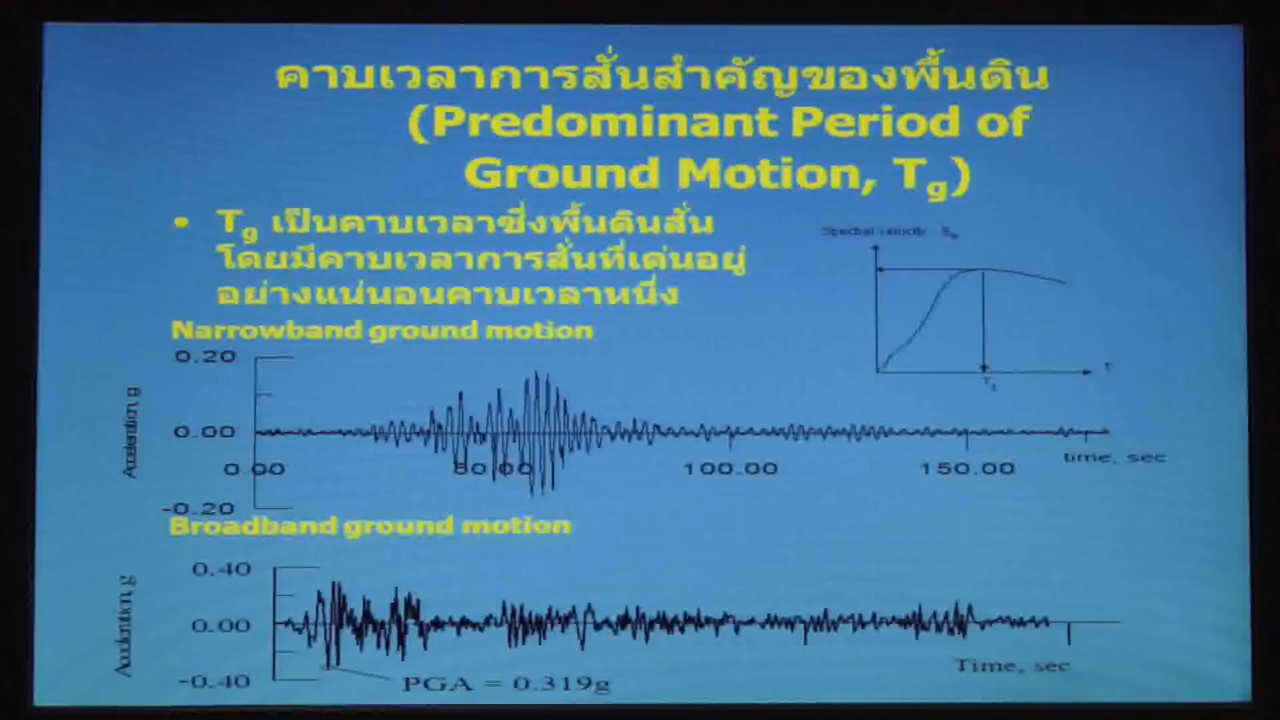 คาบเวลาการสั่นสำคัญของพื้นดิน
(Predominant Period of
Ground Motion, Tg)
• Tg เป็นคาบเวลาซึ่งพื้นดินสั่น
โดยมีคาบเวลาการสั่นที่เด่นอยู่
อย่างแน่นอนคาบเวลาหนึ่ง
Spectral velocity Sv
T
Tg
Narrowband ground motion
0.20
Acceleration, g
0.00
0.00 50.00 100.00 150.00 time, sec
-0.20
Broadband ground motion
0.40
Acceleration, g
0.00
Time, sec
-0.40
PGA = 0.319g